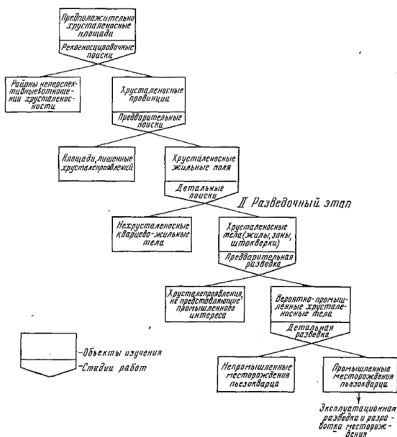 Предположительно
хрусталеносные
площади
Рекогносцировочные
поиски
Районы неперспек-
тивные в отноше-
нии хрусталенос-
ности
Хрусталеносные
провинции
Предварительные
поиски
Площади, лишенные
хрусталепроявлений
Хрусталеносные
жильные поля
Детальные
поиски
II Разведочный этап
Нехрусталеносные
кварцево-жильные
тела
Хрусталеносные
тела (жилы, зоны,
штокверки)
Предварительная
разведка
Хрусталепроявления,
не представляющие
промышленного
интереса
Вероятно-промыш-
ленные хрустале-
носные тела
Детальная
разведка
Непромышленные
месторождения
пьезокварца
Промышленные
месторождения
пьезокварца
-Объекты изучения
-Стадии работ
Эксплуатационная
разведка и разра-
ботка месторож-
дения